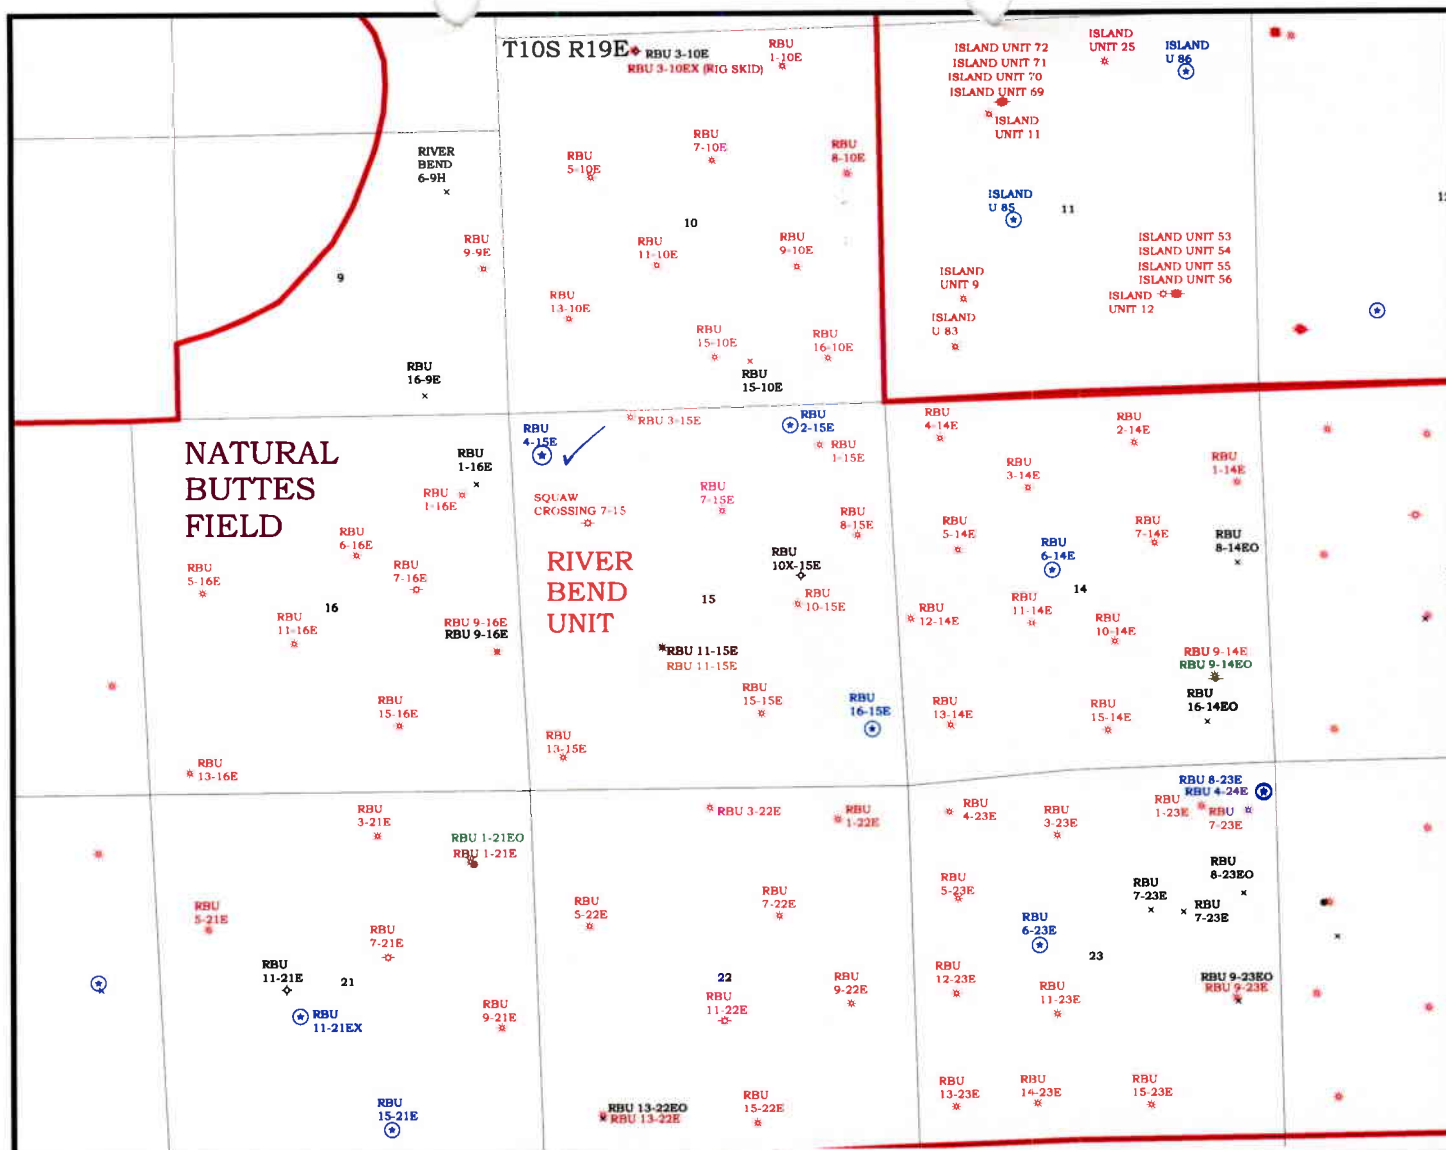 T10S R19E
RBU 3-10E
RBU 3-10EX (RIG SKID)
RBU
1-10E
ISLAND UNIT 72
ISLAND UNIT 71
ISLAND UNIT 70
ISLAND UNIT 69
ISLAND
UNIT 11
ISLAND
UNIT 25
ISLAND
U 86
RIVER
BEND
6-9H
RBU
5-10E
RBU
7-10E
RBU
8-10E
ISLAND
U 85
11
10
RBU
9-9E
9
RBU
11-10E
RBU
9-10E
ISLAND UNIT 53
ISLAND UNIT 54
ISLAND UNIT 55
ISLAND UNIT 56
ISLAND
UNIT 12
ISLAND
UNIT 9
ISLAND
U 83
RBU
13-10E
RBU
15-10E
RBU
16-10E
RBU
15-10E
RBU
16-9E
NATURAL
BUTTES
FIELD
RBU
4-15E
RBU 3-15E
RBU
2-15E
RBU
1-15E
RBU
4-14E
RBU
2-14E
RBU
1-16E
RBU
1-16E
RBU
3-14E
RBU
1-14E
SQUAW
CROSSING 7-15
RBU
7-15E
RBU
8-15E
RBU
5-14E
RBU
7-14E
RBU
8-14EO
RBU
6-16E
RBU
5-16E
RBU
7-16E
RIVER
BEND
UNIT
RBU
10X-15E
RBU
6-14E
16
15
14
RBU
10-15E
RBU
12-14E
RBU
11-14E
RBU
10-14E
RBU
11-16E
RBU 9-16E
RBU 9-16E
RBU 11-15E
RBU 11-15E
RBU 9-14E
RBU 9-14EO
RBU
16-14EO
RBU
15-16E
RBU
15-15E
RBU
16-15E
RBU
13-14E
RBU
15-14E
RBU
13-16E
RBU
13-15E
RBU 8-23E
RBU 4-24E
RBU
1-23E
RBU
7-23E
RBU
3-21E
RBU 1-21EO
RBU 1-21E
RBU 3-22E
RBU
1-22E
RBU
4-23E
RBU
3-23E
RBU
8-23EO
RBU
7-23E
RBU
7-23E
RBU
5-21E
RBU
5-22E
RBU
7-22E
RBU
5-23E
RBU
6-23E
RBU
7-21E
RBU
11-21E
21
22
23
RBU
11-21EX
RBU
9-21E
RBU
11-22E
RBU
9-22E
RBU
12-23E
RBU
11-23E
RBU 9-23EO
RBU 9-23E
RBU
15-21E
RBU 13-22EO
RBU 13-22E
RBU
15-22E
RBU
13-23E
RBU
14-23E
RBU
15-23E